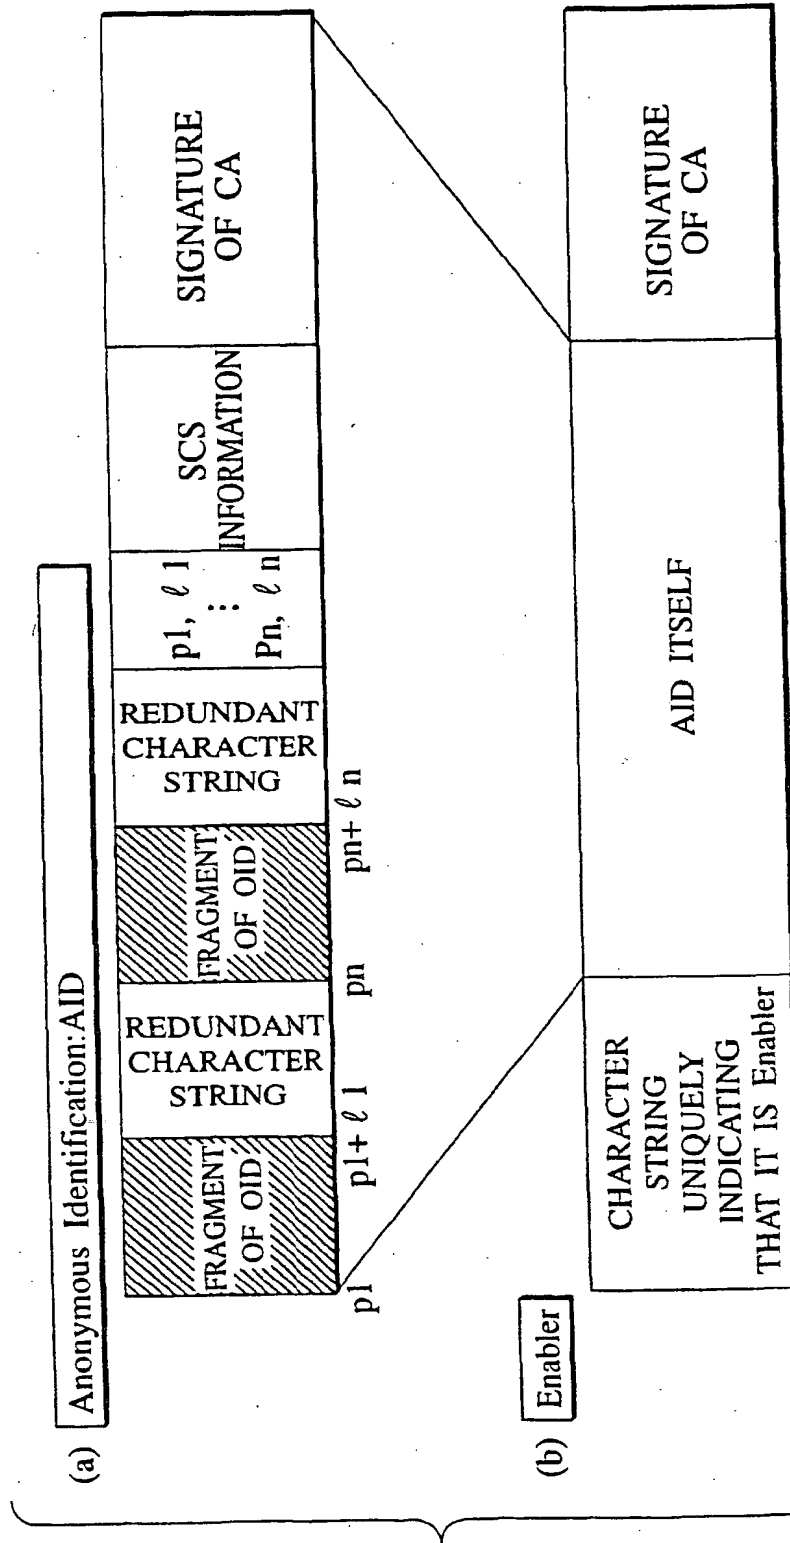 (a) Anonymous Identification:AID
FRAGMENT
OF OID
REDUNDANT
CHARACTER
STRING
FRAGMENT
OF OID
REDUNDANT
CHARACTER
STRING
p1, ℓ 1
⋮
Pn, ℓ n
SCS
INFORMATION
SIGNATURE
OF CA
p1
p1+ ℓ 1
pn
pn+ ℓ n
(b) Enabler
CHARACTER
STRING
UNIQUELY
INDICATING
THAT IT IS Enabler
AID ITSELF
SIGNATURE
OF CA